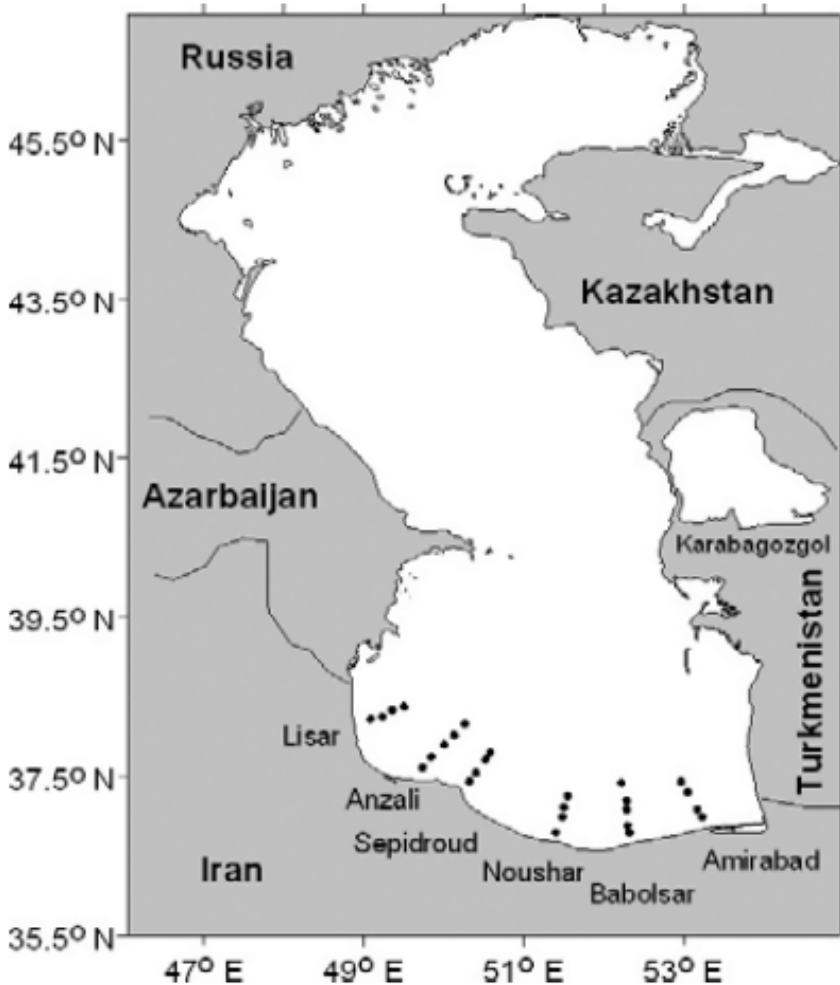 Russia
45.5° N
Kazakhstan
43.5° N
41.5° N
Azarbaijan
Karabagozgol
39.5° N
Turkmenistan
Lisar
37.5° N
Anzali
Sepidroud
Noushar
Amirabad
Iran
Babolsar
35.5° N
47° E 49° E 51° E 53° E